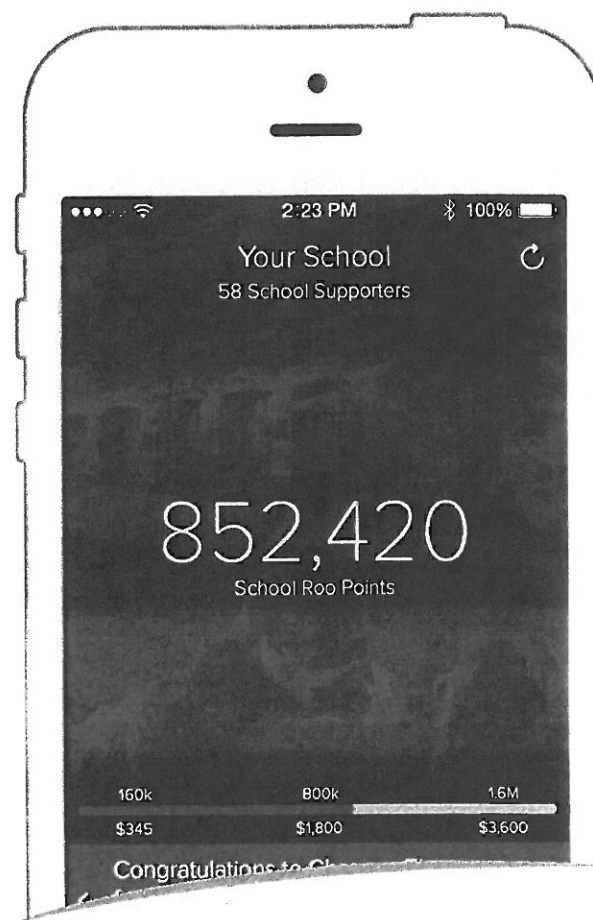 2:23 PM 100%
Your School
58 School Supporters
852,420
School Roo Points
160k 800k 1.6M
$345 $1,800 $3,600
Congratulations to